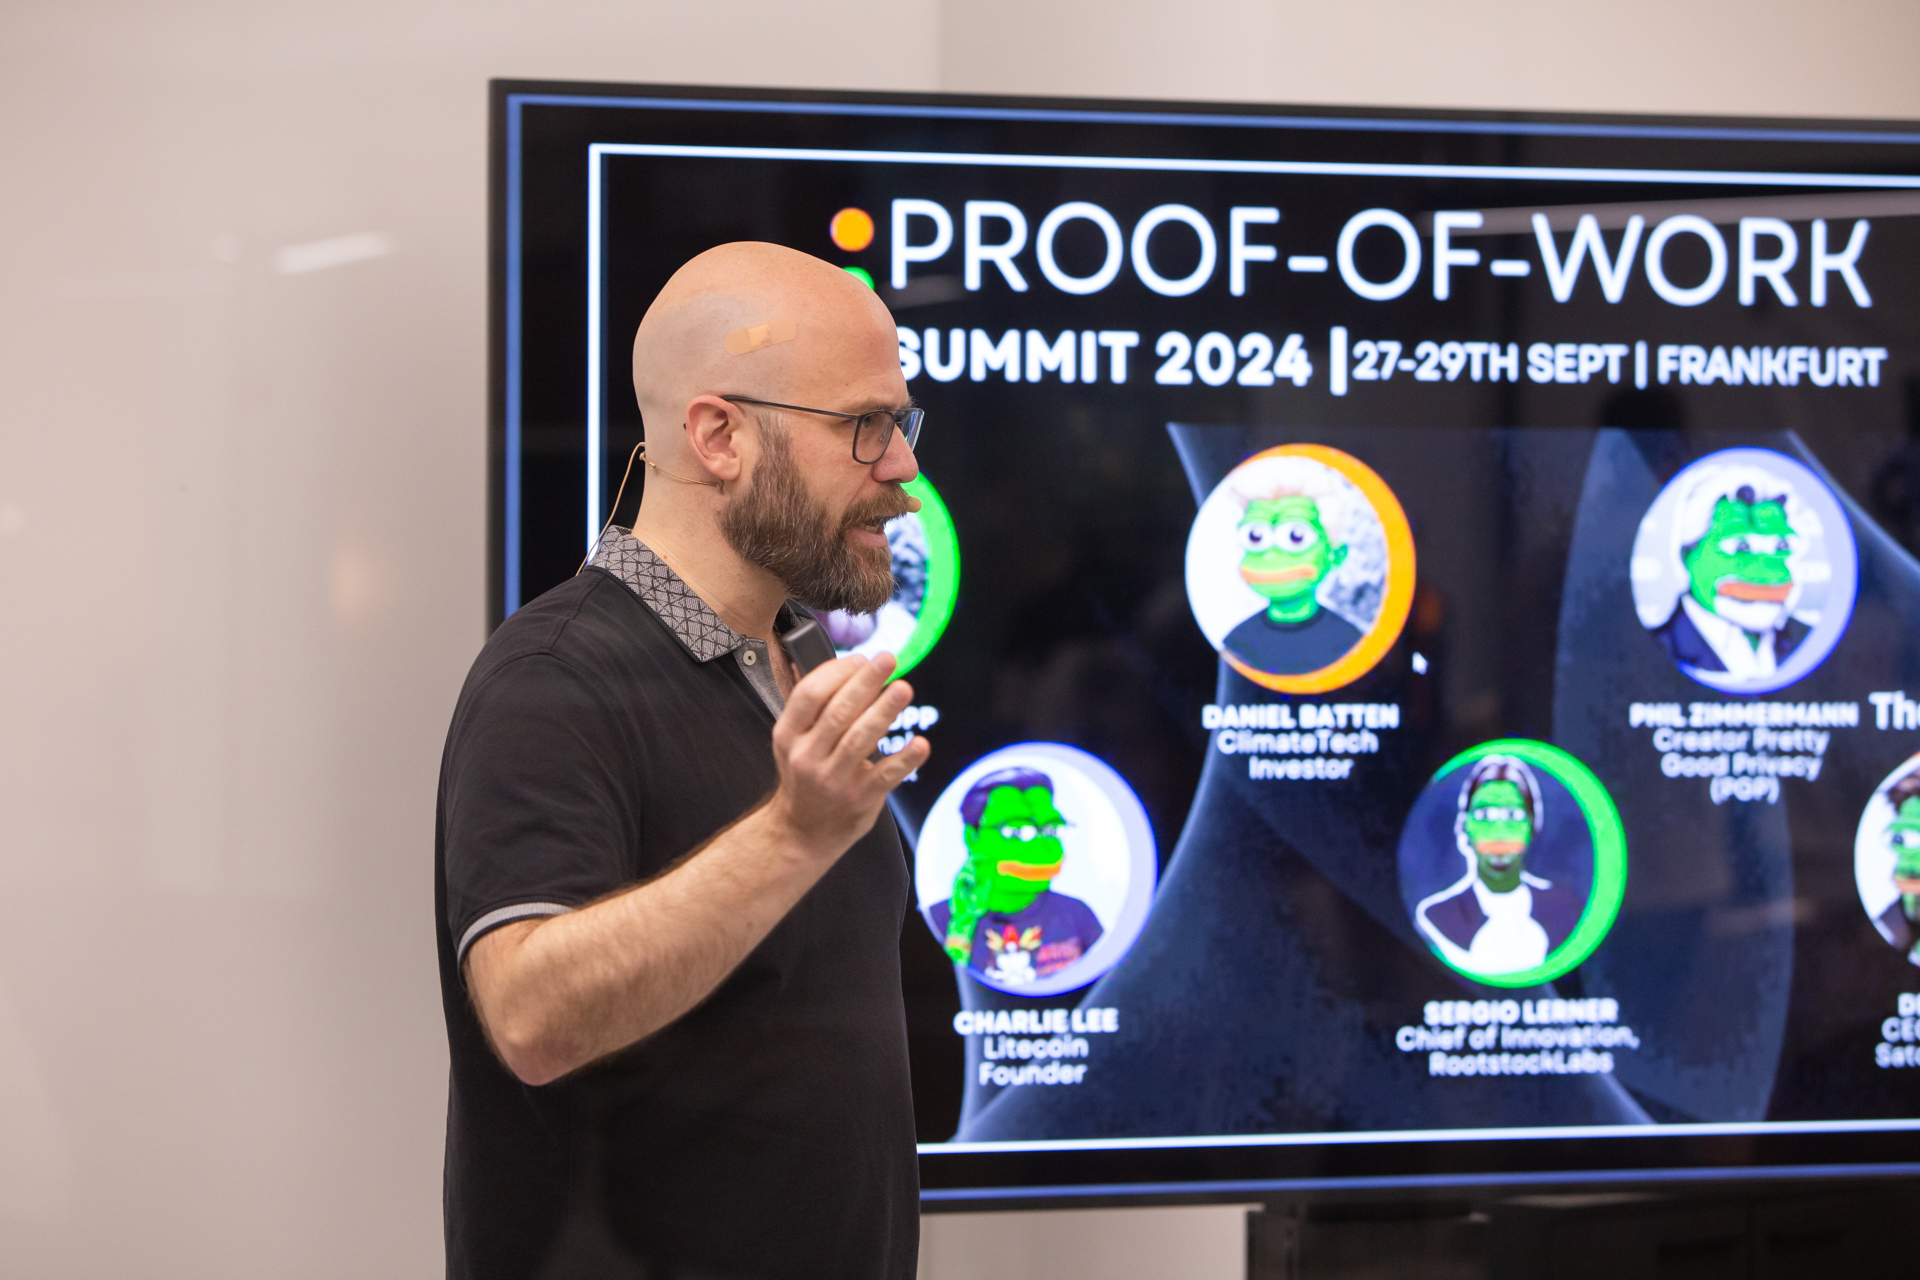 PROOF-OF-WORK
SUMMIT 2024 | 27-29TH SEPT | FRANKFURT
DANIEL BATTEN
ClimateTech
Investor
PHIL ZIMMERMANN
Creator Pretty
Good Privacy
(PGP)
CHARLIE LEE
Litecoin
Founder
SERGIO LERNER
Chief of Innovation,
RootstockLabs